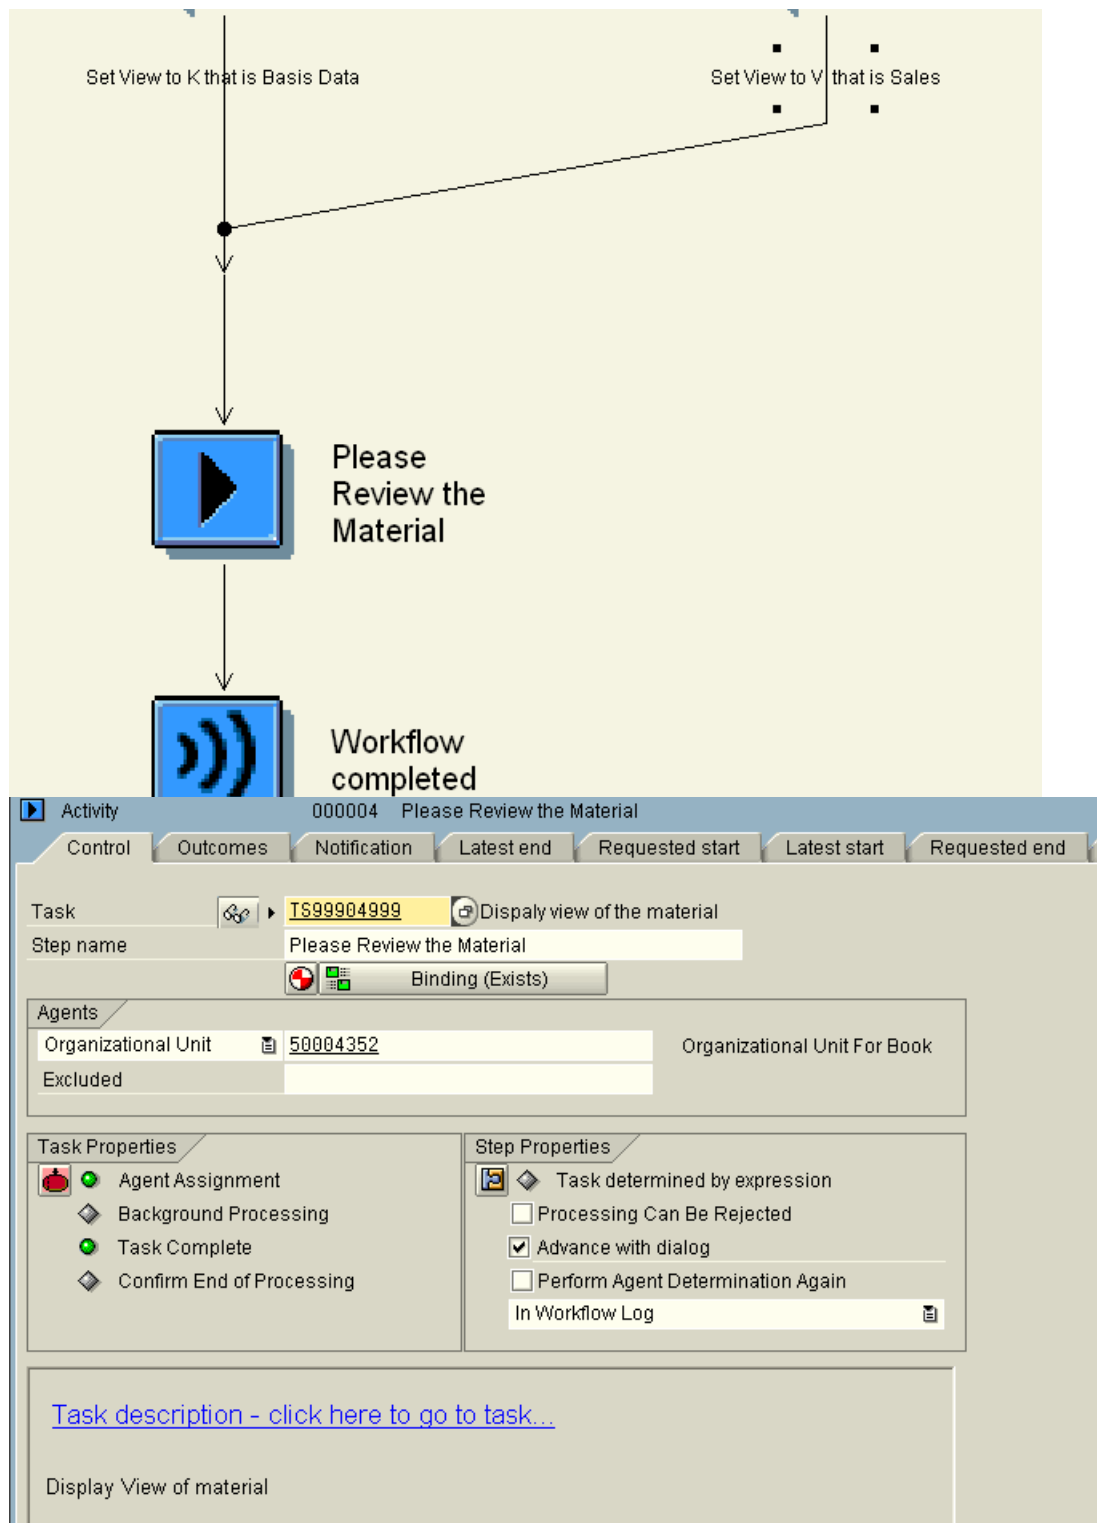 Set View to K that is Basis Data
Set View to V that is Sales
Please
Review the
Material
Workflow
completed
Activity 000004 Please Review the Material
Control Outcomes Notification Latest end Requested start Latest start Requested end
Task TS99904999 Dispaly view of the material
Step name Please Review the Material
Binding (Exists)
Agents
Organizational Unit 50004352 Organizational Unit For Book
Excluded
Task Properties
Agent Assignment
Background Processing
Task Complete
Confirm End of Processing
Step Properties
Task determined by expression
Processing Can Be Rejected
Advance with dialog
Perform Agent Determination Again
In Workflow Log
Task description - click here to go to task...
Display View of material